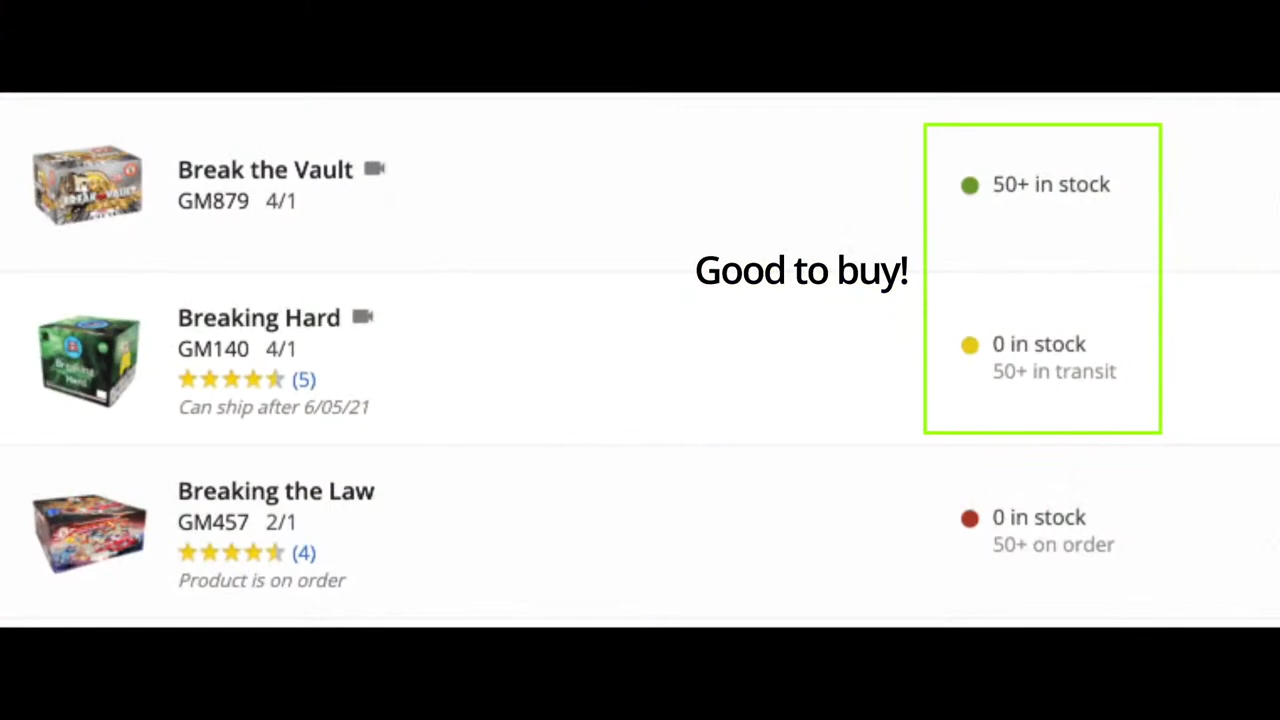 Break the Vault
GM879 4/1
50+ in stock
Good to buy!
Breaking Hard
GM140 4/1
(5)
Can ship after 6/05/21
0 in stock
50+ in transit
Breaking the Law
GM457 2/1
(4)
Product is on order
0 in stock
50+ on order